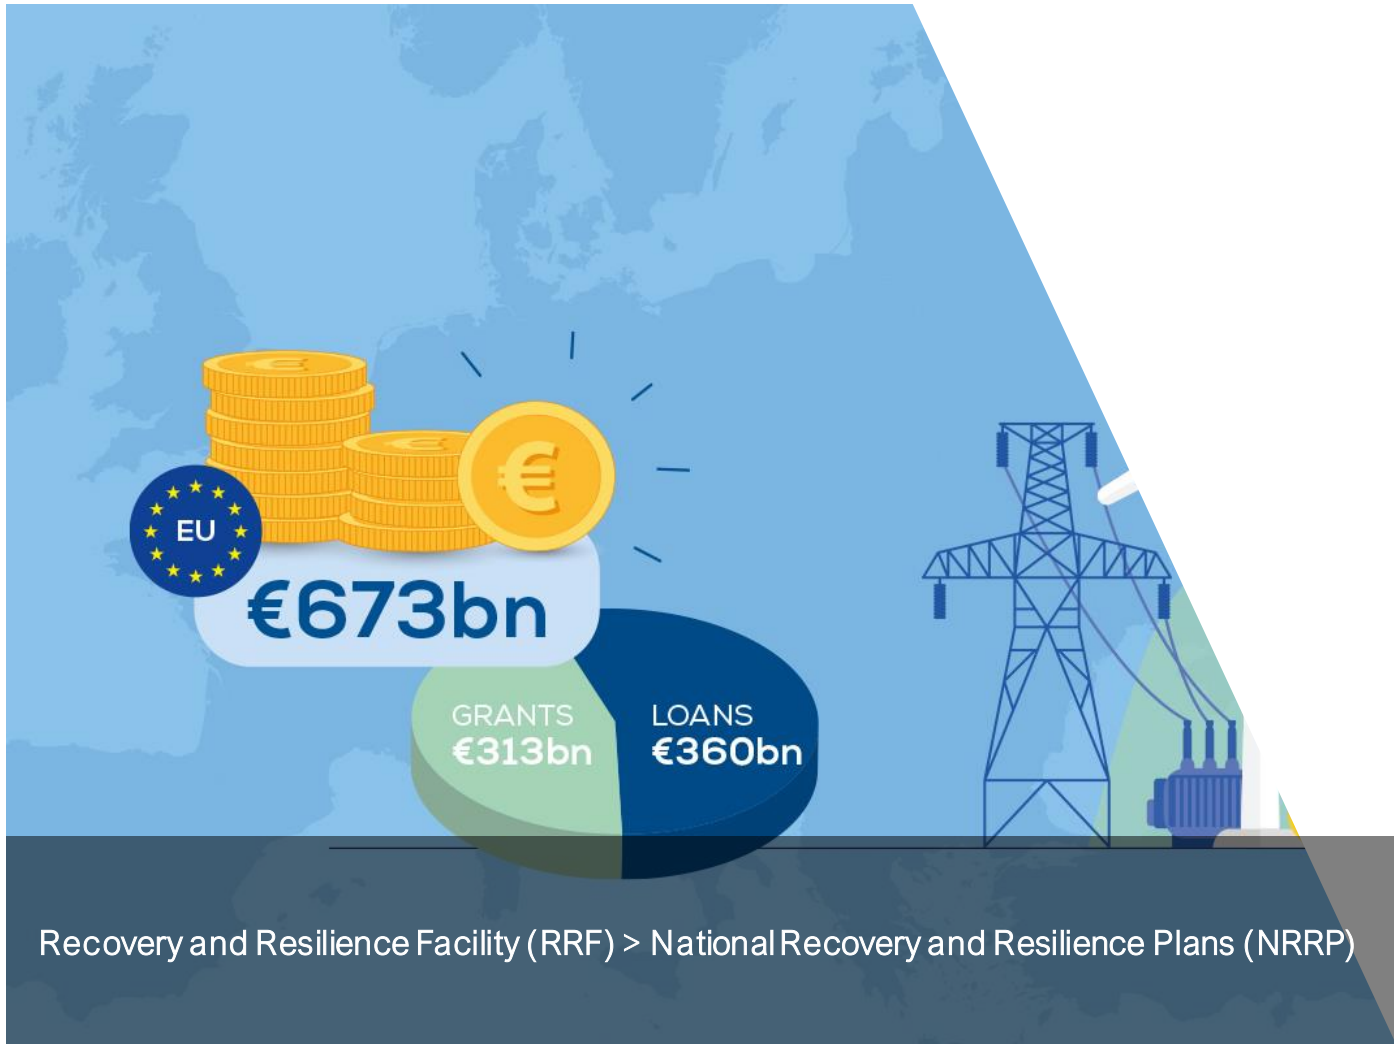 EU
€673bn
GRANTS
€313bn
LOANS
€360bn
Recovery and Resilience Facility (RRF) > National Recovery and Resilience Plans (NRRP)